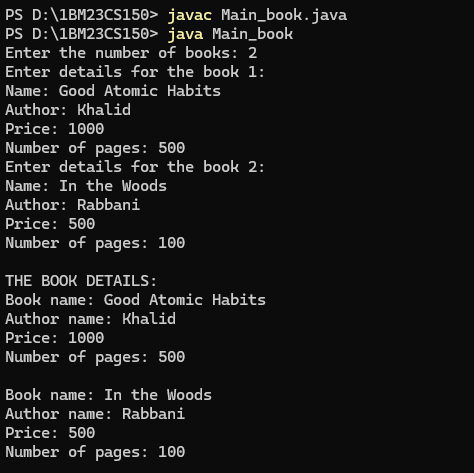 PS D:\1BM23CS150> javac Main_book.java
PS D:\1BM23CS150> java Main_book
Enter the number of books: 2
Enter details for the book 1:
Name: Good Atomic Habits
Author: Khalid
Price: 1000
Number of pages: 500
Enter details for the book 2:
Name: In the Woods
Author: Rabbani
Price: 500
Number of pages: 100

THE BOOK DETAILS:
Book name: Good Atomic Habits
Author name: Khalid
Price: 1000
Number of pages: 500

Book name: In the Woods
Author name: Rabbani
Price: 500
Number of pages: 100